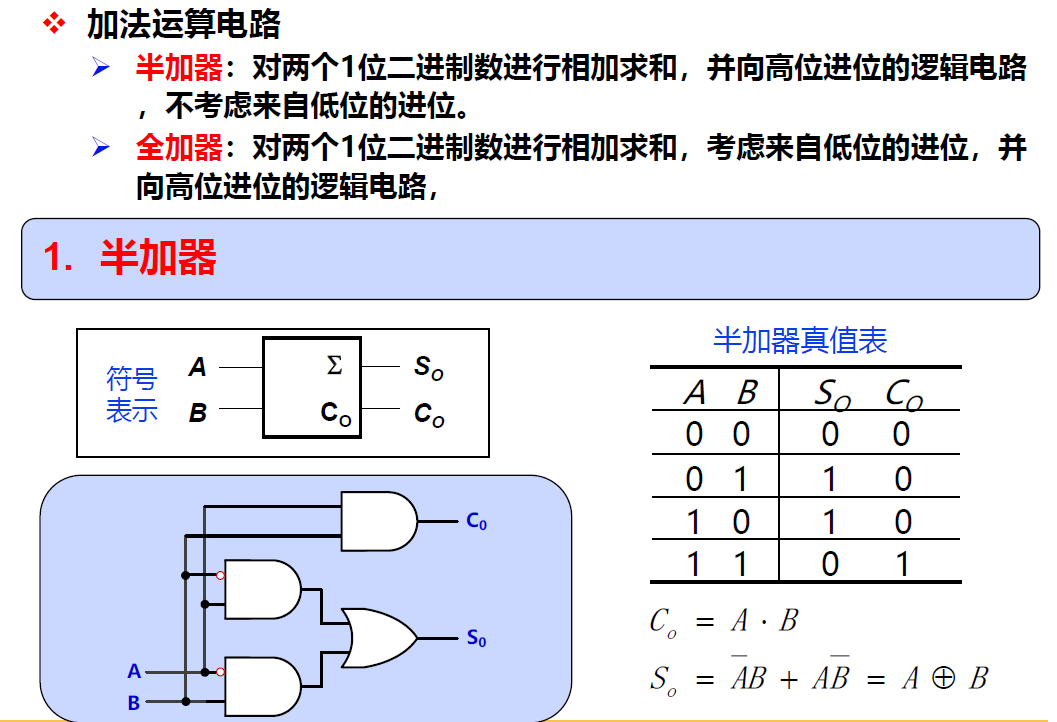 加法运算电路
半加器：对两个1位二进制数进行相加求和，并向高位进位的逻辑电路
，不考虑来自低位的进位。
全加器：对两个1位二进制数进行相加求和，考虑来自低位的进位，并
向高位进位的逻辑电路，
1. 半加器
符号
表示
A Σ S_O
B C_O C_O
半加器真值表
A B S_O C_O
0 0 0 0
0 1 1 0
1 0 1 0
1 1 0 1
C_0
S_0
A
B
C_o = A · B
S_o = A̅B + AB̅ = A ⊕ B